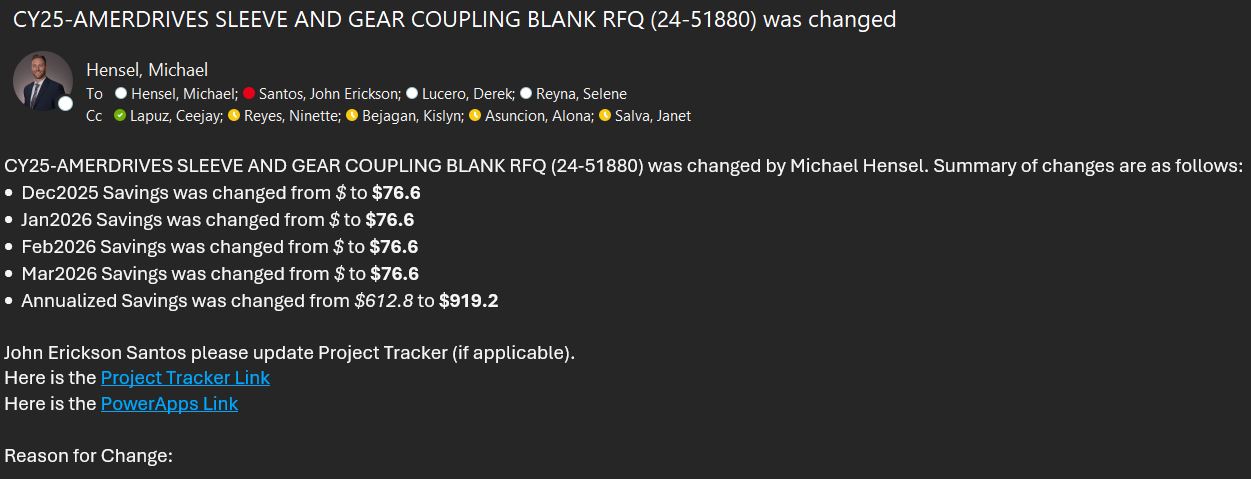 CY25-AMERDRIVES SLEEVE AND GEAR COUPLING BLANK RFQ (24-51880) was changed
Hensel, Michael
To Hensel, Michael; Santos, John Erickson; Lucero, Derek; Reyna, Selene
Cc Lapuz, Ceejay; Reyes, Ninette; Bejagan, Kislyn; Asuncion, Alona; Salva, Janet
CY25-AMERDRIVES SLEEVE AND GEAR COUPLING BLANK RFQ (24-51880) was changed by Michael Hensel. Summary of changes are as follows:
• Dec2025 Savings was changed from $ to $76.6
• Jan2026 Savings was changed from $ to $76.6
• Feb2026 Savings was changed from $ to $76.6
• Mar2026 Savings was changed from $ to $76.6
• Annualized Savings was changed from $612.8 to $919.2
John Erickson Santos please update Project Tracker (if applicable).
Here is the Project Tracker Link
Here is the PowerApps Link
Reason for Change: